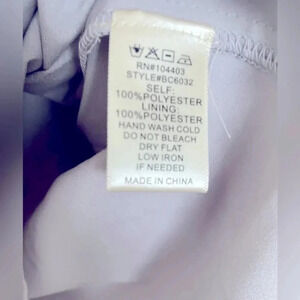 RN#104403
STYLE#BC6032
SELF:
100%POLYESTER
LINING:
100%POLYESTER
HAND WASH COLD
DO NOT BLEACH
DRY FLAT
LOW IRON
IF NEEDED
MADE IN CHINA